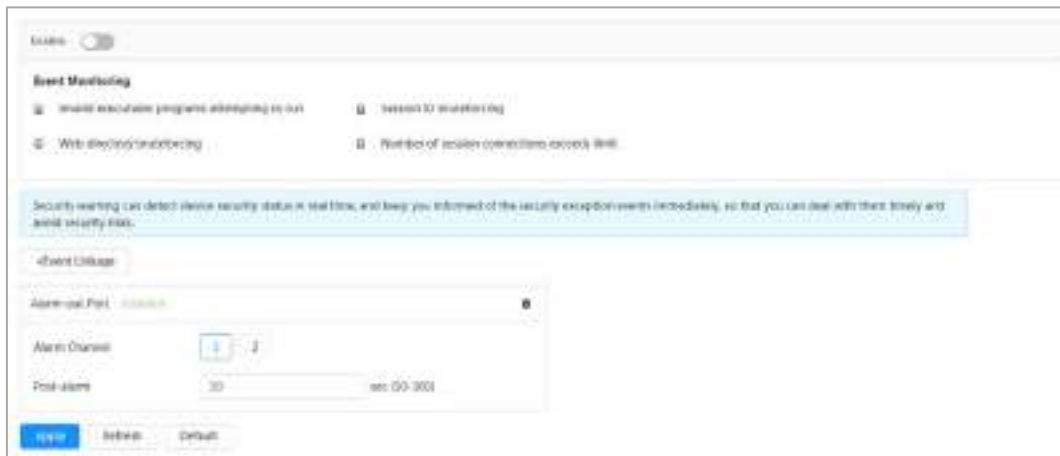 Enable
Event Monitoring
Invalid executable programs attempting to run
Session ID bruteforcing
Web directory bruteforcing
Number of session connections exceeds limit
Security warning can detect device security status in real time, and keep you informed of the security exception events immediately, so that you can deal with them timely and
avoid security risks.
+Event Linkage
Alarm-out Port
Alarm Channel 1 2
Post-alarm
sec
Apply Refresh Default